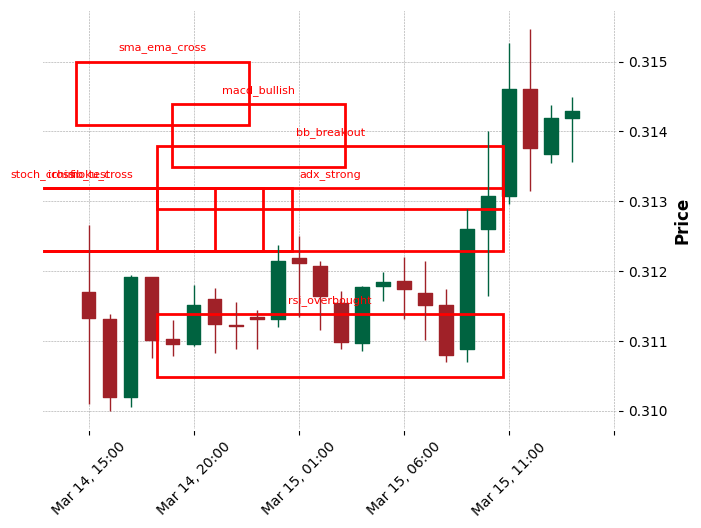 sma_ema_cross
macd_bullish
bb_breakout
adx_strong
rsi_overbought
0.315
0.314
0.313
0.312
0.311
0.310
Price
Mar 14, 15:00
Mar 14, 20:00
Mar 15, 01:00
Mar 15, 06:00
Mar 15, 11:00